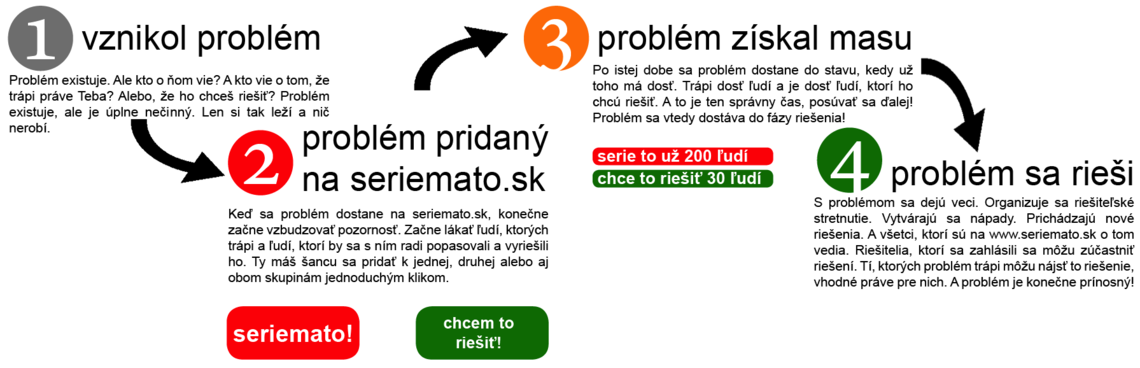 1 vznikol problém
Problém existuje. Ale kto o ňom vie? A kto vie o tom, že
trápi práve Teba? Alebo, že ho chceš riešiť? Problém
existuje, ale je úplne nečinný. Len si tak leží a nič
nerobí.
2 problém pridaný
na seriemato.sk
Keď sa problém dostane na seriemato.sk, konečne
začne vzbudzovať pozornosť. Začne lákať ľudí, ktorých
trápi a ľudí, ktorí by sa s ním radi popasovali a vyriešili
ho. Ty máš šancu sa pridať k jednej, druhej alebo aj
obom skupinám jednoduchým klikom.
seriemato!
chcem to
riešiť!
3 problém získal masu
Po istej dobe sa problém dostane do stavu, kedy už
toho má dosť. Trápi dosť ľudí a je dosť ľudí, ktorí ho
chcú riešiť. A to je ten správny čas, posúvať sa ďalej!
Problém sa vtedy dostáva do fázy riešenia!
serie to už 200 ľudí
chce to riešiť 30 ľudí
4 problém sa rieši
S problémom sa dejú veci. Organizuje sa riešiteľské
stretnutie. Vytvárajú sa nápady. Prichádzajú nové
riešenia. A všetci, ktorí sú na www.seriemato.sk o tom
vedia. Riešitelia, ktorí sa zahlásili sa môžu zúčastniť
riešení. Tí, ktorých problém trápi môžu nájsť to riešenie,
vhodné práve pre nich. A problém je konečne prínosný!